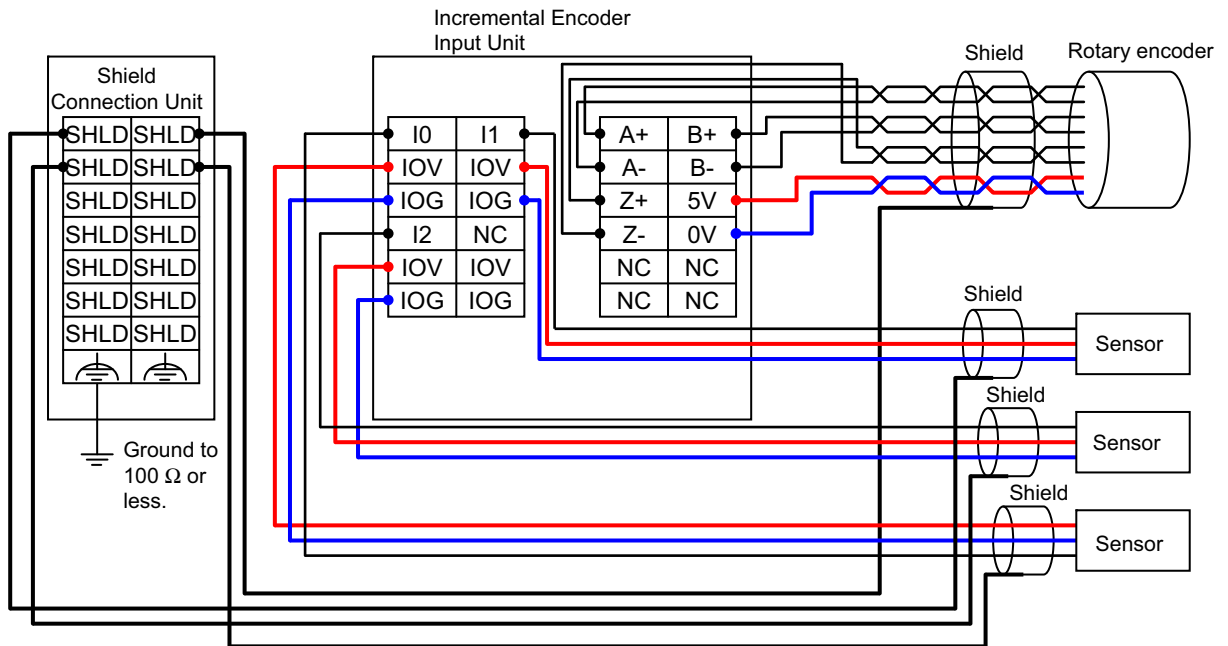 Incremental Encoder
Input Unit
Shield
Connection Unit
Shield
Rotary encoder
SHLD SHLD
SHLD SHLD
SHLD SHLD
SHLD SHLD
SHLD SHLD
SHLD SHLD
SHLD SHLD
Ground to
100 Ω or
less.
I0 I1
IOV IOV
IOG IOG
I2 NC
IOV IOV
IOG IOG
A+ B+
A- B-
Z+ 5V
Z- 0V
NC NC
NC NC
Shield
Sensor
Shield
Sensor
Shield
Sensor